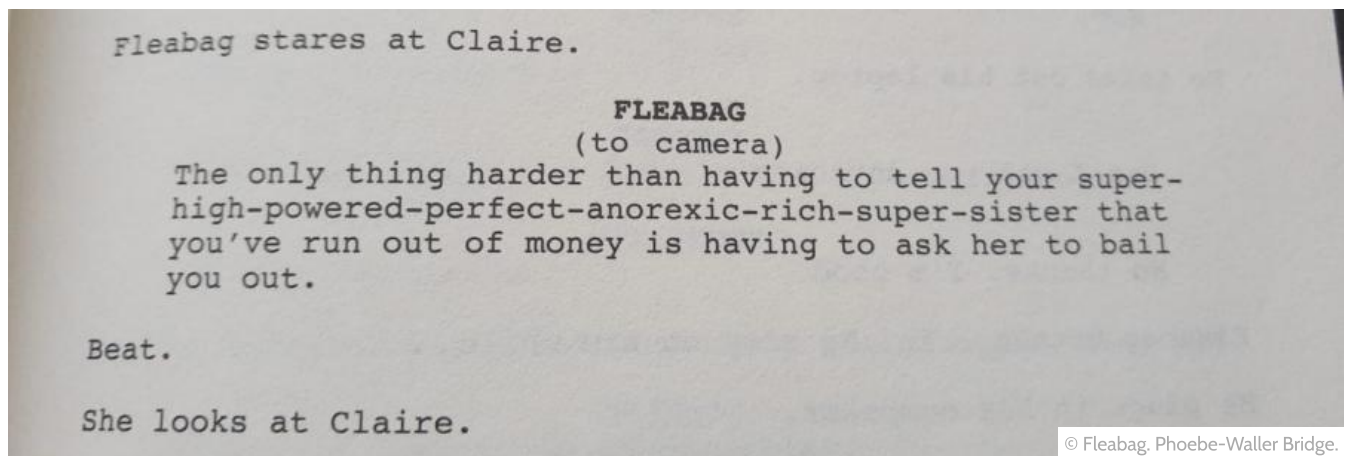 Fleabag stares at Claire.
FLEABAG
(to camera)
The only thing harder than having to tell your super-
high-powered-perfect-anorexic-rich-super-sister that
you've run out of money is having to ask her to bail
you out.
Beat.
She looks at Claire.
© Fleabag. Phoebe-Waller Bridge.